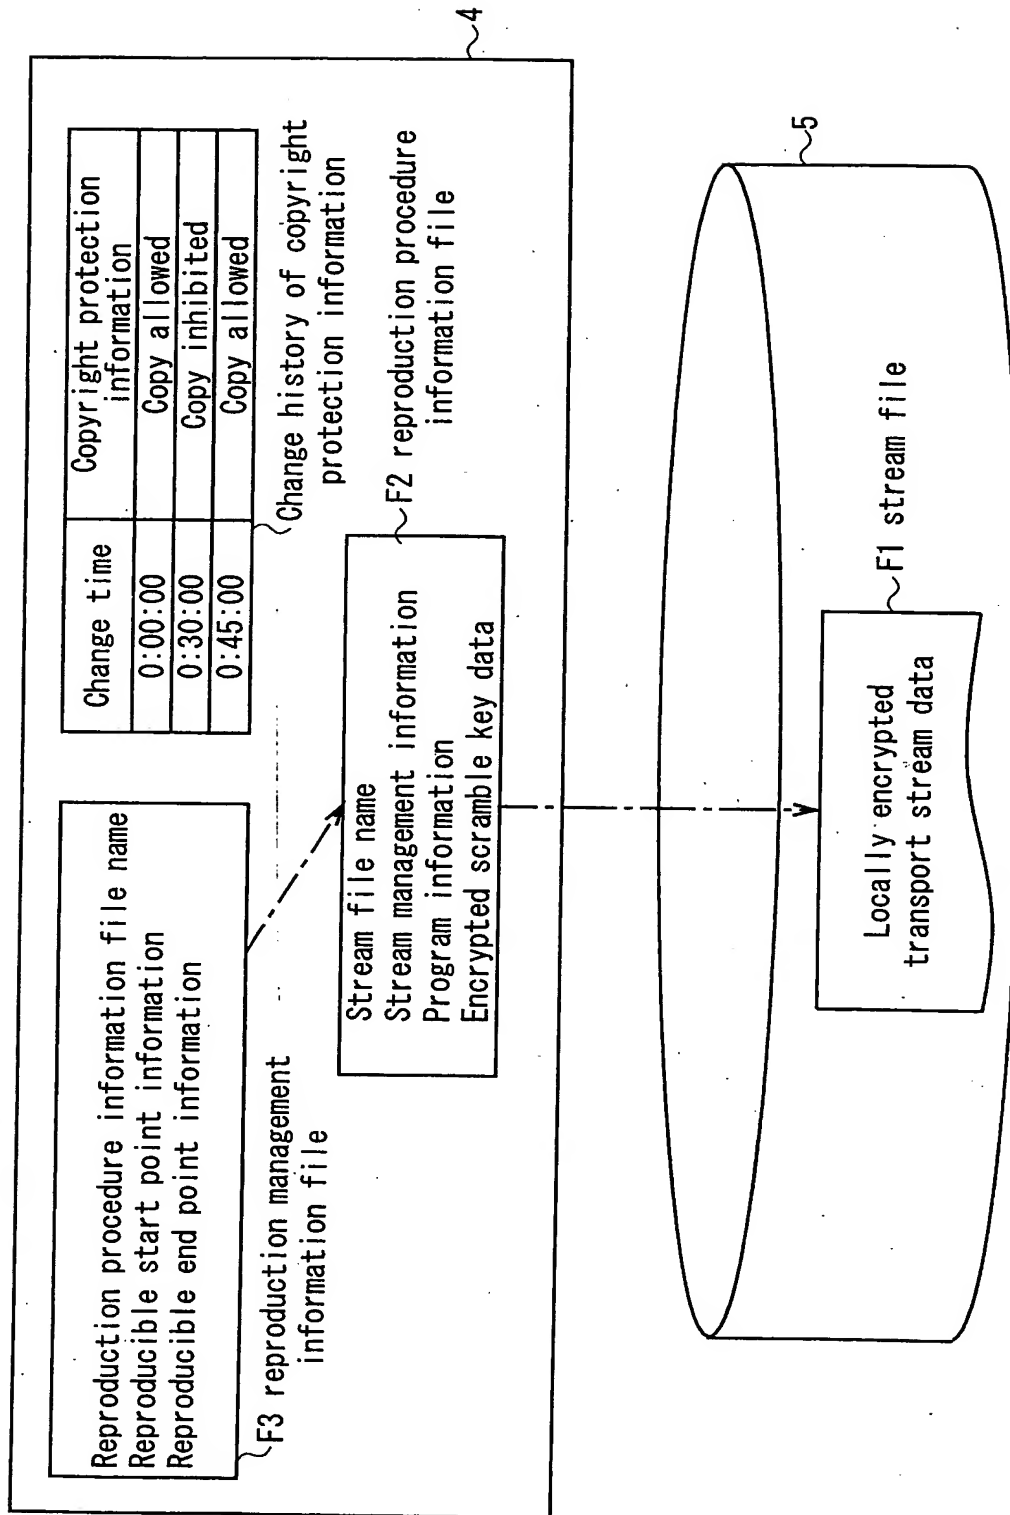 4
Reproduction procedure information file name
Reproducible start point information
Reproducible end point information
F3 reproduction management
information file
Change time
Copyright protection
information
0:00:00
Copy allowed
0:30:00
Copy inhibited
0:45:00
Copy allowed
Change history of copyright
protection information
F2 reproduction procedure
information file
Stream file name
Stream management information
Program information
Encrypted scramble key data
5
F1 stream file
Locally encrypted
transport stream data